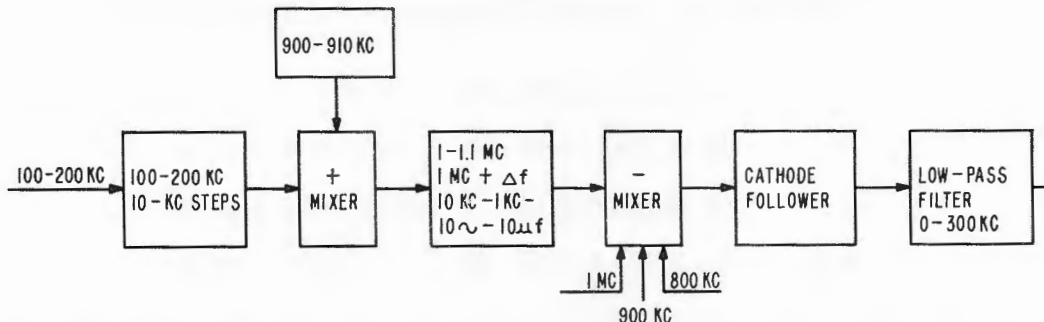 900-910 KC
100-200 KC
100-200 KC
10-KC STEPS
+
MIXER
1-1.1 MC
1 MC + Δf
10 KC-1KC-
10∿-10μf
−
MIXER
CATHODE
FOLLOWER
LOW-PASS
FILTER
0-300KC
1 MC
900 KC
800 KC